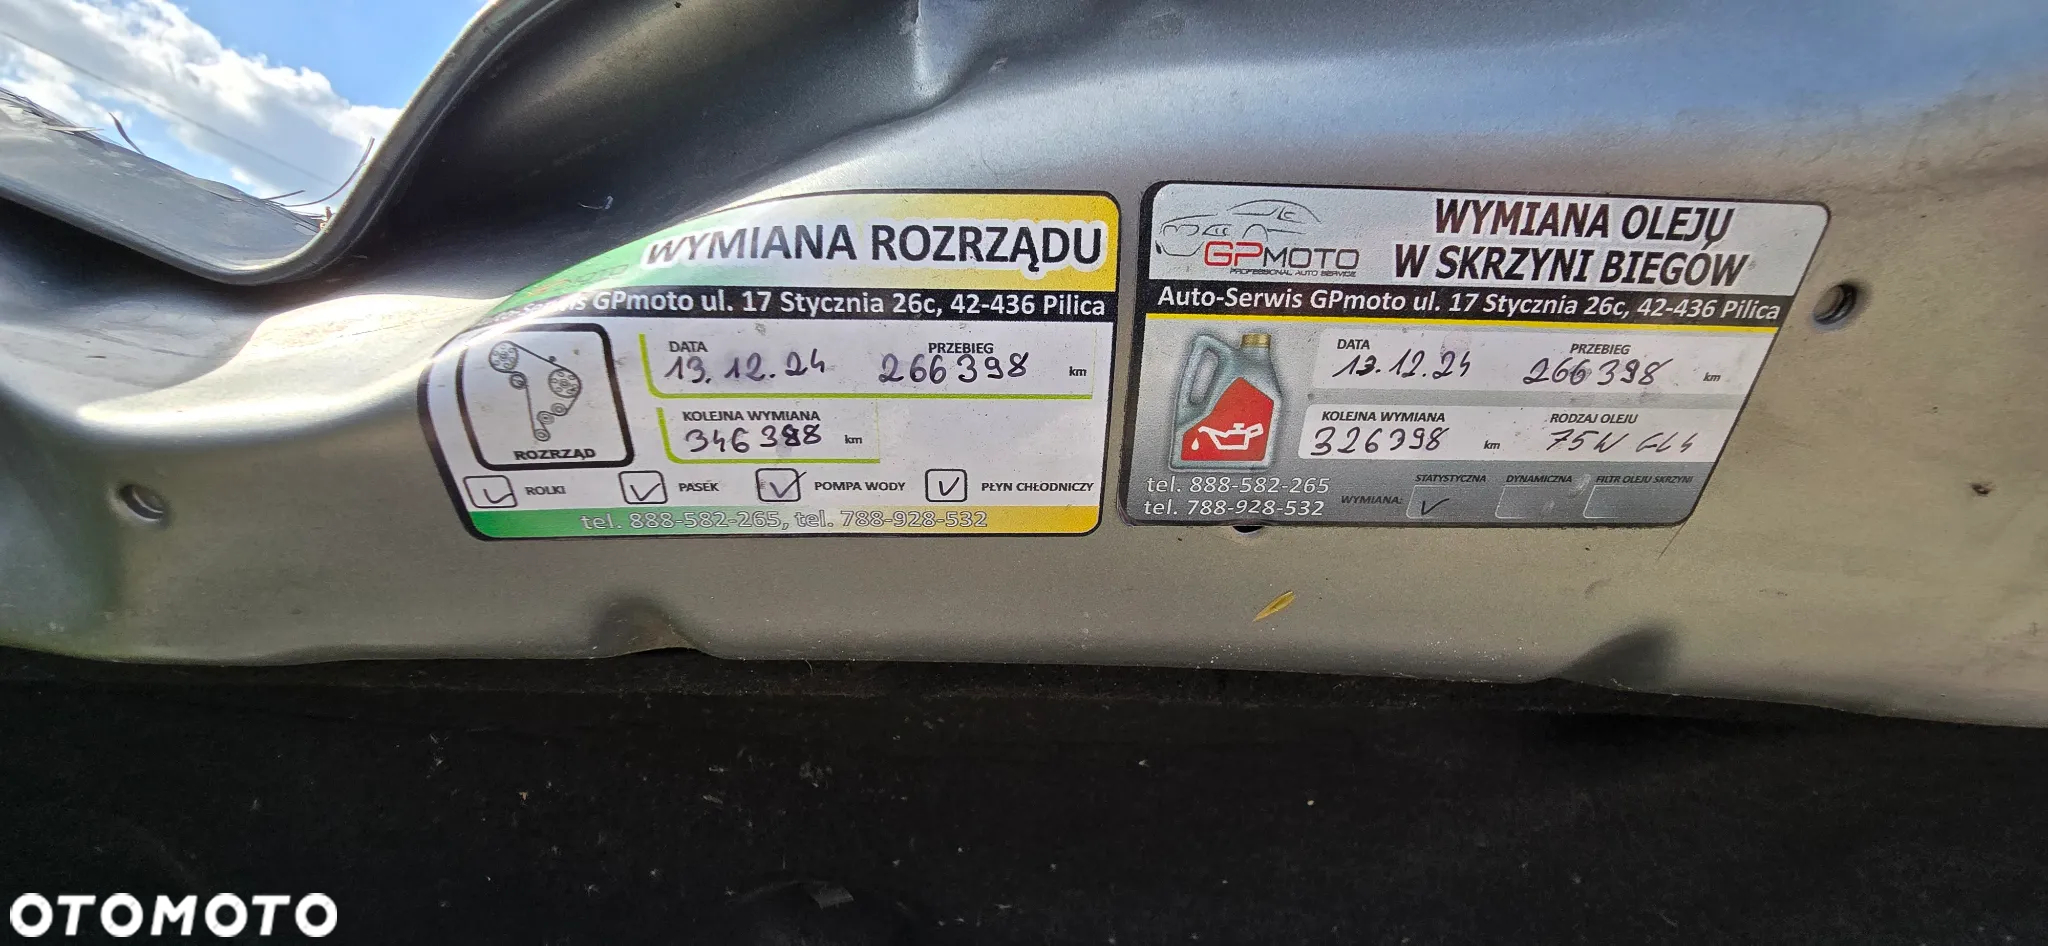 WYMIANA ROZRZĄDU
GPmoto ul. 17 Stycznia 26c, 42-436 Pilica
DATA
13.12.24
PRZEBIEG
266398 km
KOLEJNA WYMIANA
346398 km
ROZRZĄD
ROLKI
PASEK
POMPA WODY
PŁYN CHŁODNICZY
tel. 888-582-265, tel. 788-928-532
GPMOTO
PROFESSIONAL AUTO SERVICE
WYMIANA OLEJU
W SKRZYNI BIEGÓW
Auto-Serwis GPmoto ul. 17 Stycznia 26c, 42-436 Pilica
DATA
13.12.24
PRZEBIEG
266398 km
KOLEJNA WYMIANA
326398 km
RODZAJ OLEJU
75W GL4
tel. 888-582-265
tel. 788-928-532
WYMIANA:
STATYSTYCZNA
DYNAMICZNA
FILTR OLEJU SKRZYNI
OTOMOTO